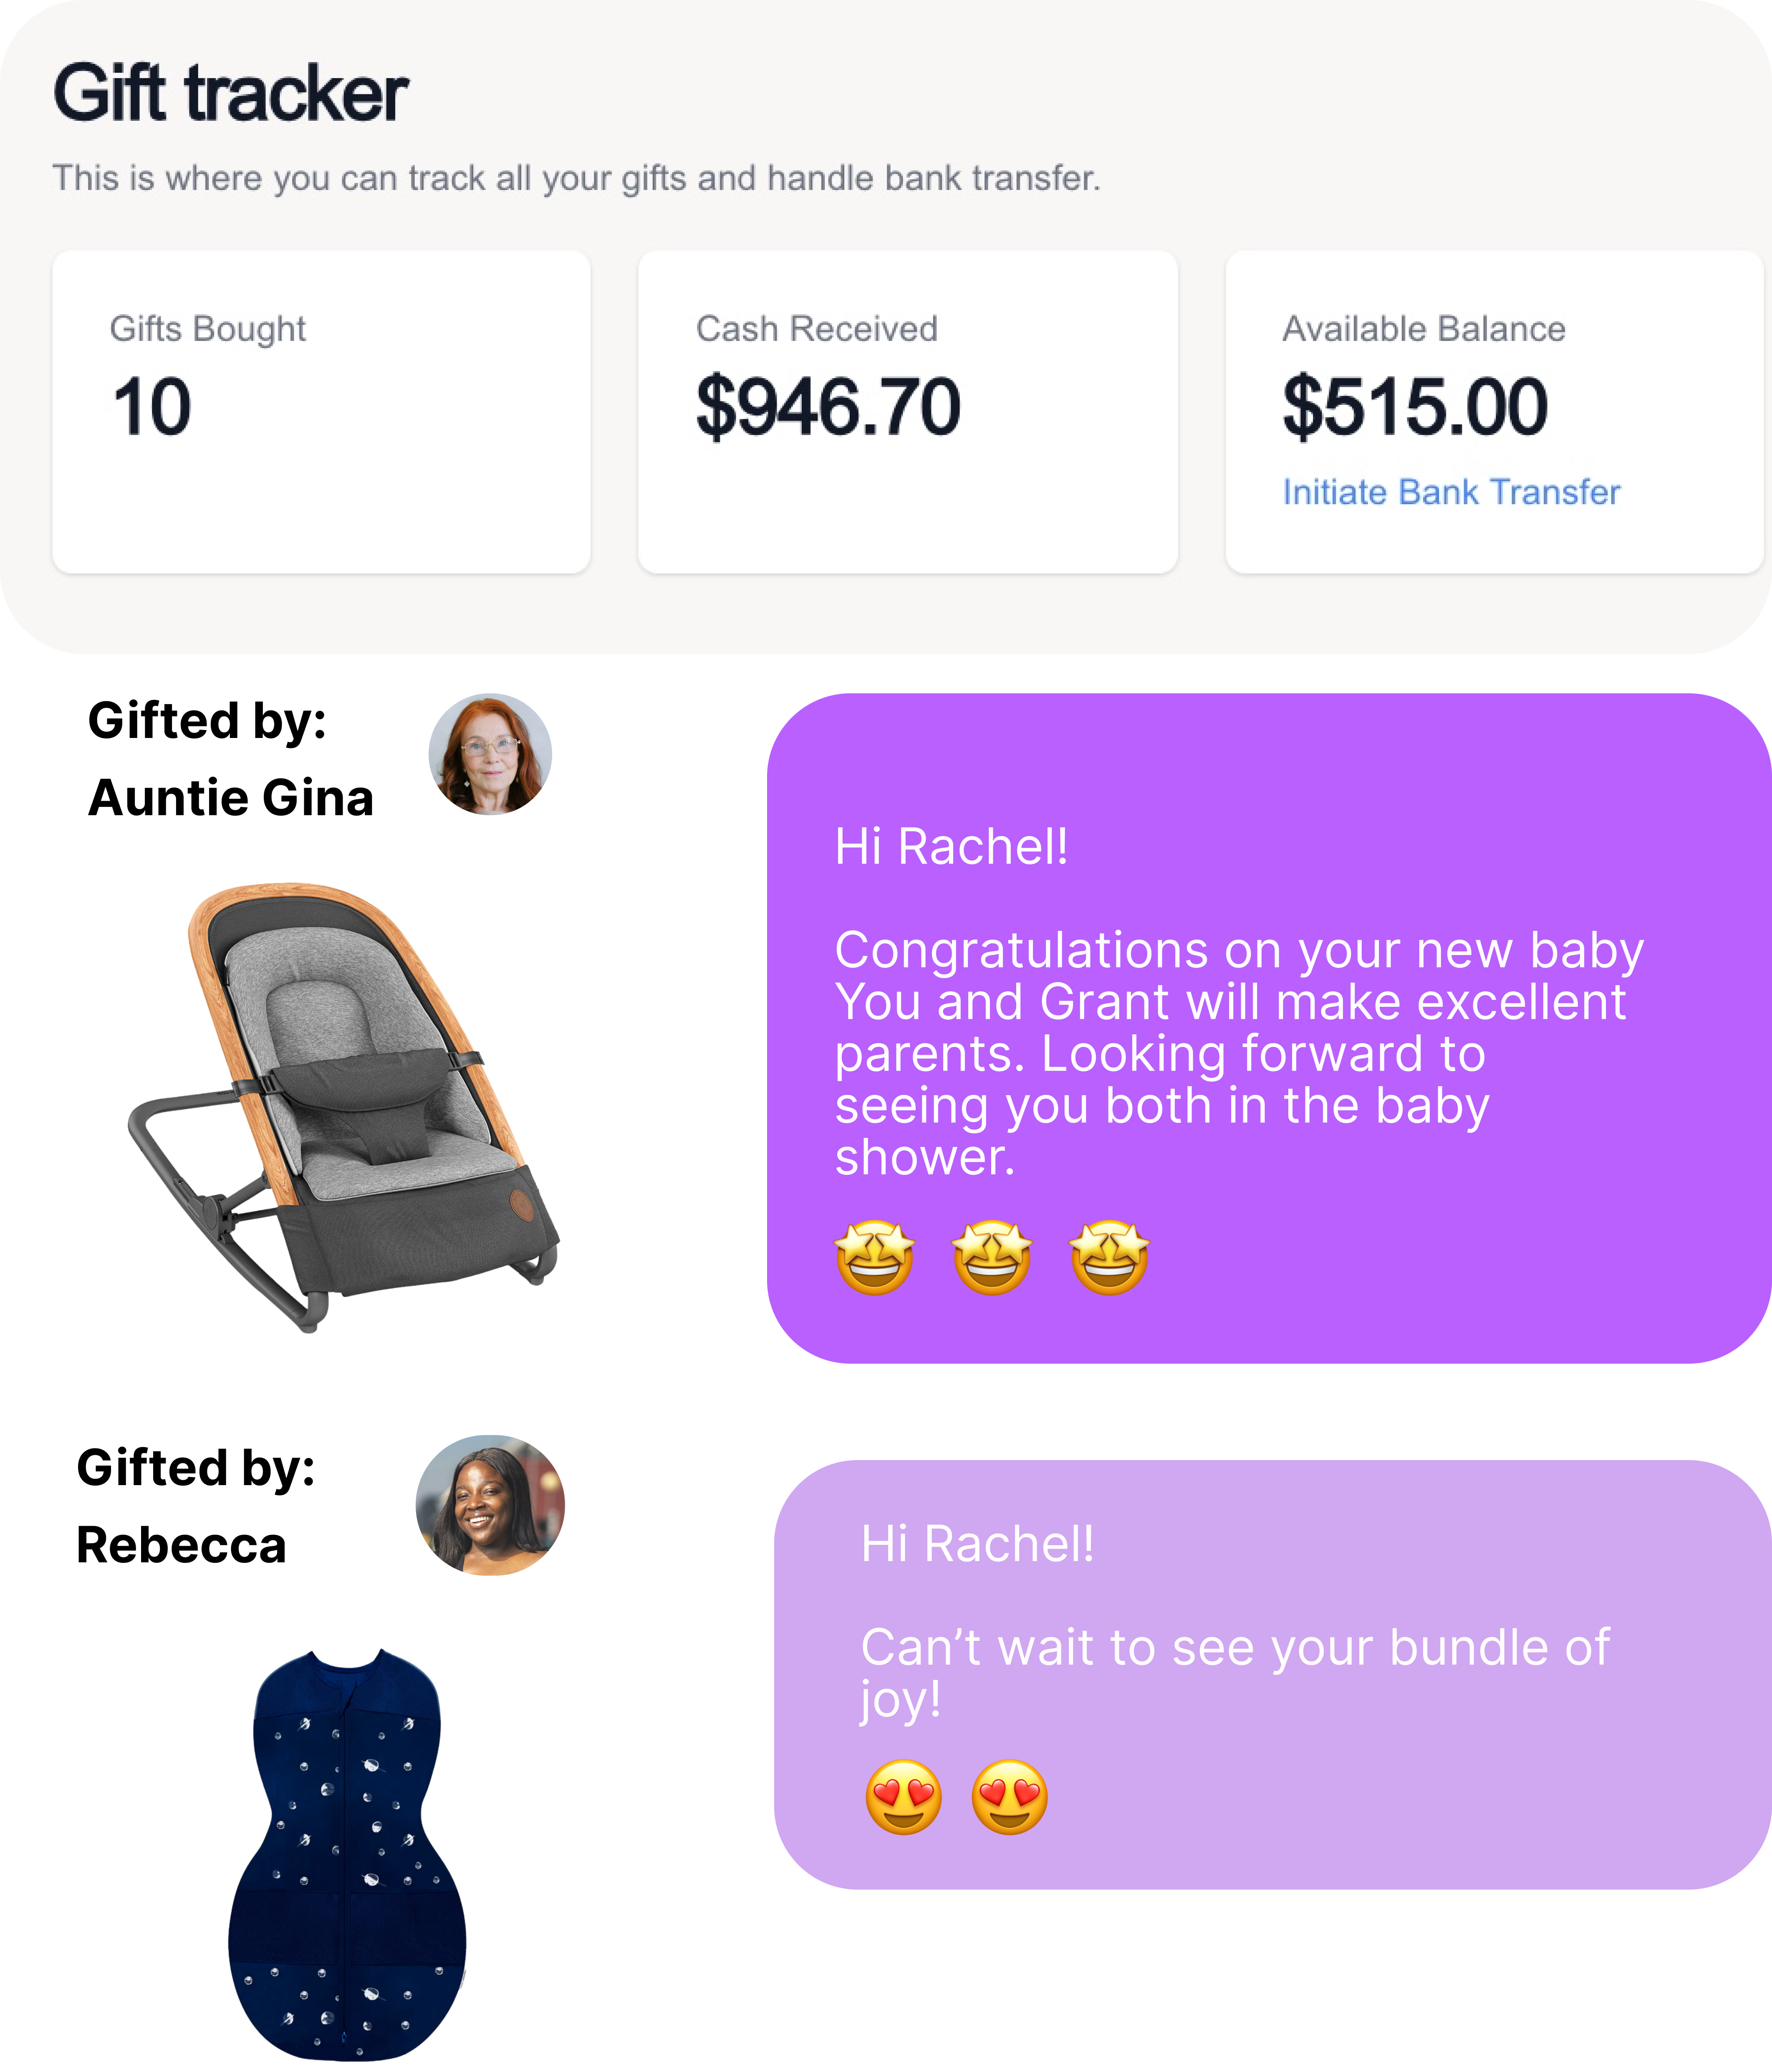 Gift tracker
This is where you can track all your gifts and handle bank transfer.
Gifts Bought
10
Cash Received
$946.70
Available Balance
$515.00
Initiate Bank Transfer
Gifted by:
Auntie Gina
Hi Rachel!
Congratulations on your new baby
You and Grant will make excellent
parents. Looking forward to
seeing you both in the baby
shower.
🤩 🤩 🤩
Gifted by:
Rebecca
Hi Rachel!
Can’t wait to see your bundle of
joy!
😍 😍